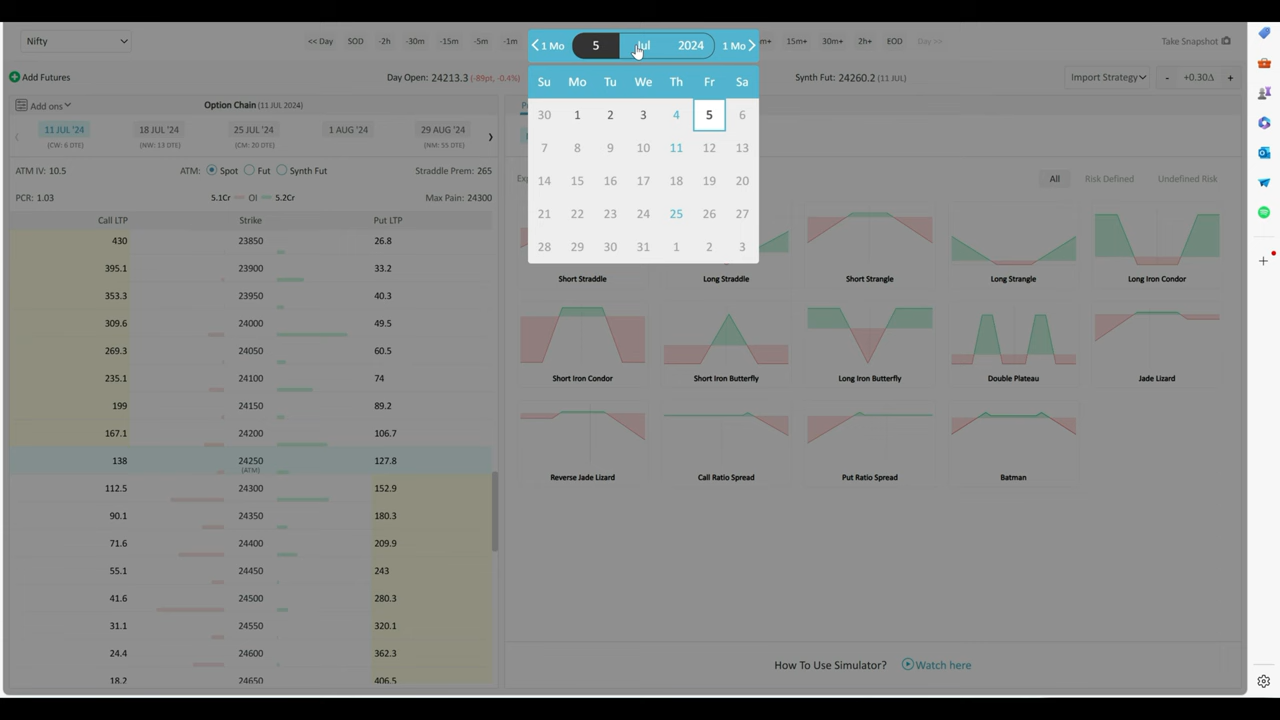 Nifty
<< Day SOD -2h -30m -15m -5m -1m
1 Mo 5 Jul 2024 1 Mo
15m+ 30m+ 2h+ EOD Day >>
Take Snapshot
Add Futures
Day Open: 24213.3 (-89pt, -0.4%)
Synth Fut: 24260.2 (11 JUL)
Import Strategy
- +0.30Δ +
Su Mo Tu We Th Fr Sa
30 1 2 3 4 5 6
7 8 9 10 11 12 13
14 15 16 17 18 19 20
21 22 23 24 25 26 27
28 29 30 31 1 2 3
Add ons
Option Chain (11 JUL 2024)
11 JUL '24 18 JUL '24 25 JUL '24 1 AUG '24 29 AUG '24
(CW: 6 DTE) (NW: 13 DTE) (CM: 20 DTE) (NM: 55 DTE)
ATM IV: 10.5 ATM: Spot Fut Synth Fut Straddle Prem: 265
PCR: 1.03 5.1Cr OI 5.2Cr Max Pain: 24300
Call LTP Strike Put LTP
430 23850 26.8
395.1 23900 33.2
353.3 23950 40.3
309.6 24000 49.5
269.3 24050 60.5
235.1 24100 74
199 24150 89.2
167.1 24200 106.7
138 24250 127.8
(ATM)
112.5 24300 152.9
90.1 24350 180.3
71.6 24400 209.9
55.1 24450 243
41.6 24500 280.3
31.1 24550 320.1
24.4 24600 362.3
18.2 24650 406.5
All Risk Defined Undefined Risk
Short Straddle Long Straddle Short Strangle Long Strangle Long Iron Condor
Short Iron Condor Short Iron Butterfly Long Iron Butterfly Double Plateau Jade Lizard
Reverse Jade Lizard Call Ratio Spread Put Ratio Spread Batman
How To Use Simulator? Watch here